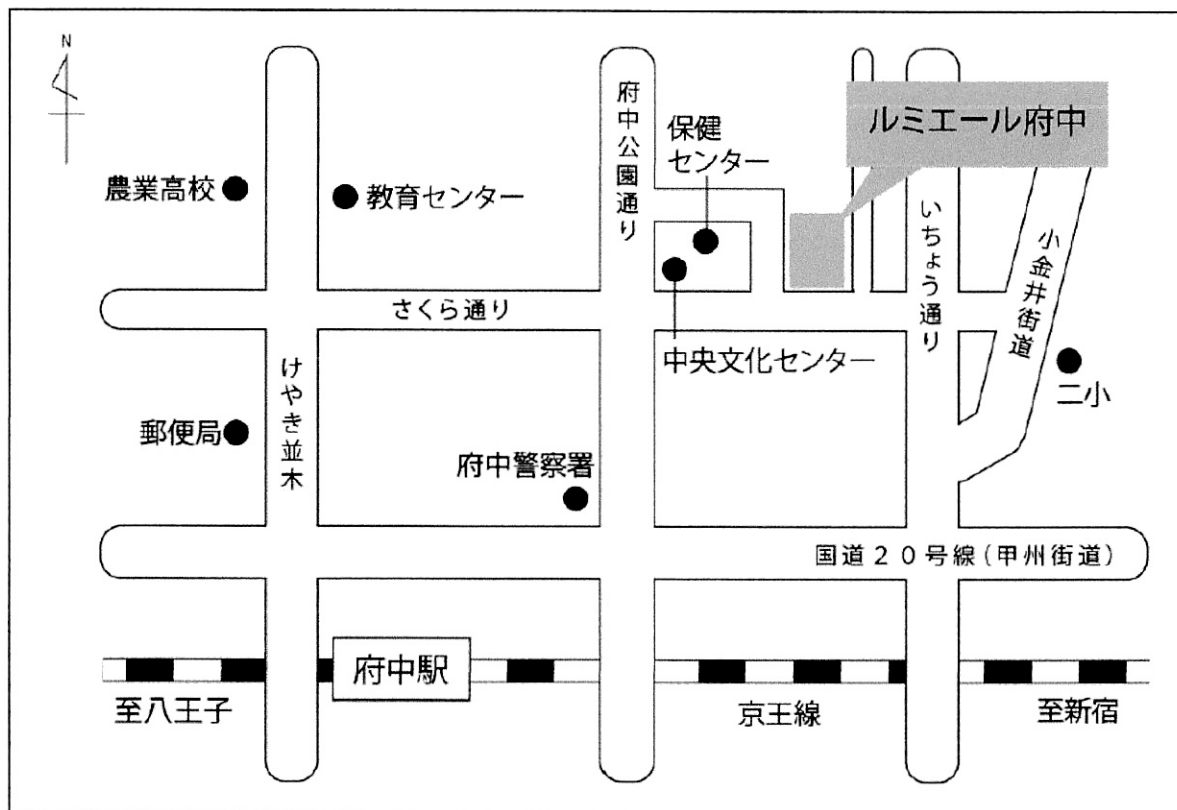 N
ルミエール府中
保健
センター
府中公園通り
農業高校
教育センター
いちょう通り
小金井街道
さくら通り
中央文化センター
けやき並木
二小
郵便局
府中警察署
国道20号線(甲州街道)
府中駅
至八王子
京王線
至新宿